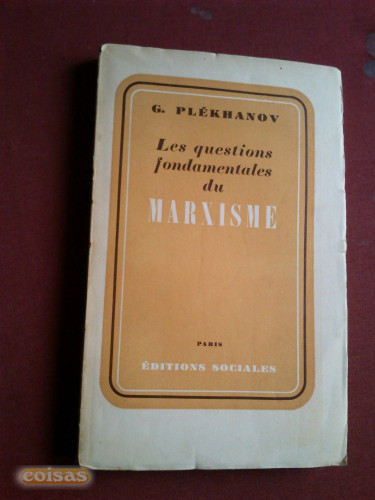 G. PLÉKHANOV
Les questions
fondamentales
du
MARXISME
PARIS
ÉDITIONS SOCIALES
coisas